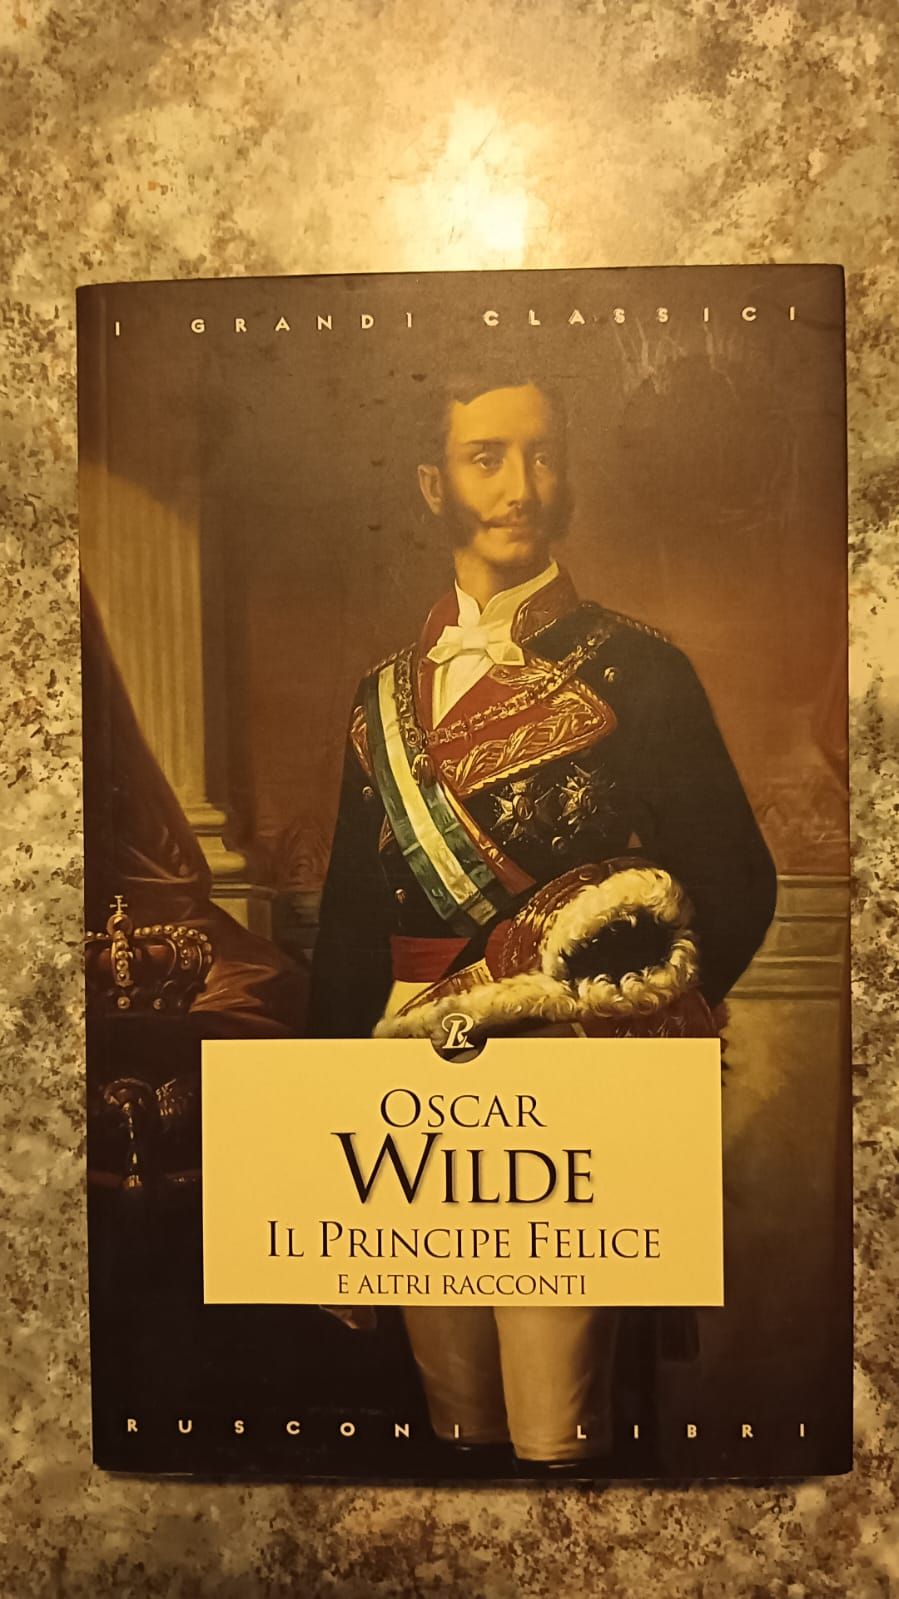 I GRANDI CLASSICI
R
OSCAR
WILDE
IL PRINCIPE FELICE
E ALTRI RACCONTI
RUSCONI LIBRI